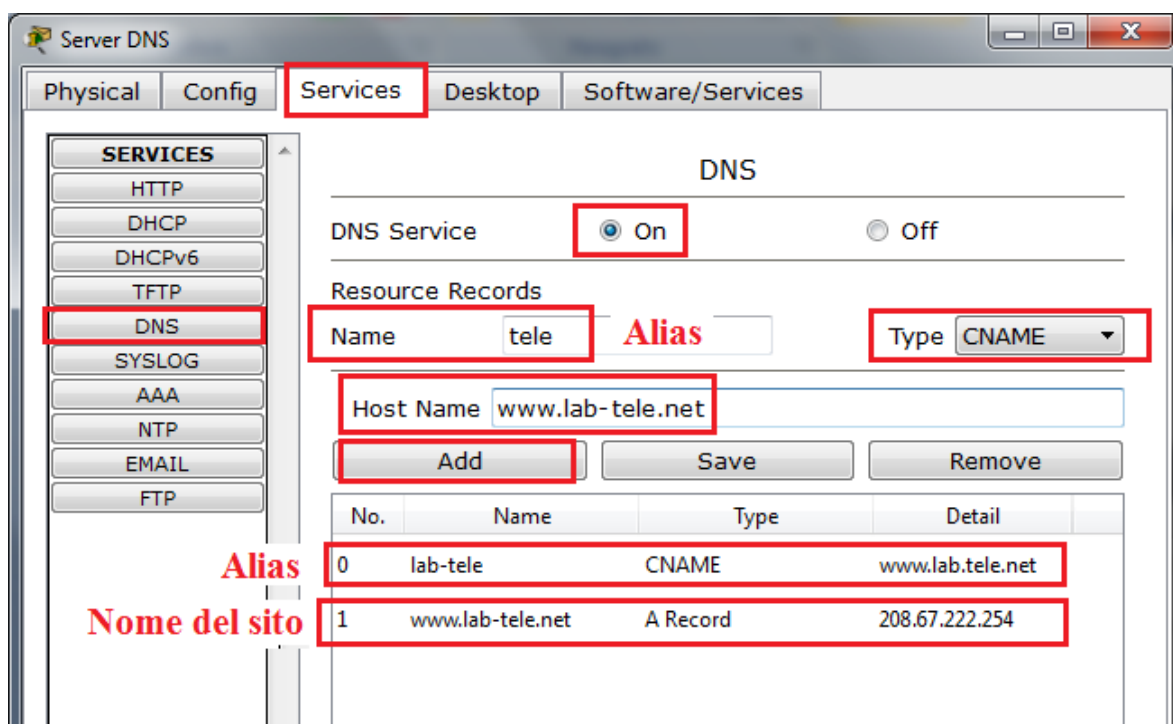 Server DNS
Physical Config Services Desktop Software/Services
SERVICES
HTTP
DHCP
DHCPv6
TFTP
DNS
SYSLOG
AAA
NTP
EMAIL
FTP
DNS
DNS Service On Off
Resource Records
Name tele Alias Type CNAME
Host Name www.lab-tele.net
Add Save Remove
No. Name Type Detail
Alias 0 lab-tele CNAME www.lab.tele.net
Nome del sito 1 www.lab-tele.net A Record 208.67.222.254